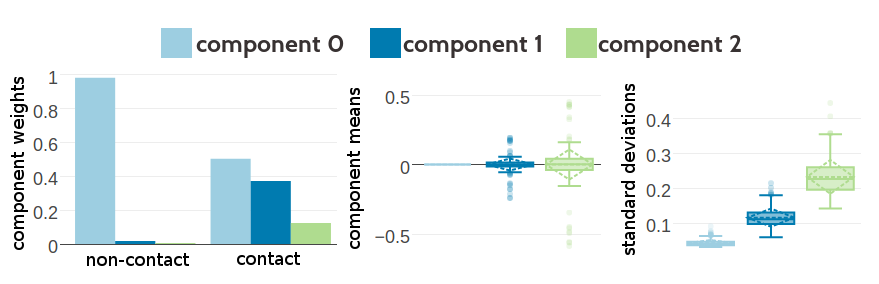 component 0 component 1 component 2
component weights
1
0.8
0.6
0.4
0.2
0
non-contact contact
component means
0.5
0
−0.5
standard deviations
0.4
0.3
0.2
0.1